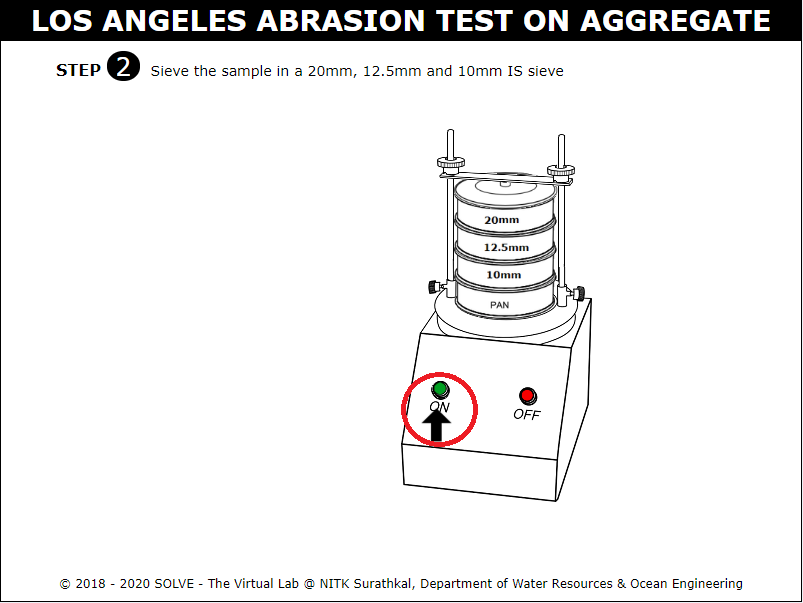 LOS ANGELES ABRASION TEST ON AGGREGATE
STEP 2 Sieve the sample in a 20mm, 12.5mm and 10mm IS sieve
20mm
12.5mm
10mm
PAN
ON
OFF
© 2018 - 2020 SOLVE - The Virtual Lab @ NITK Surathkal, Department of Water Resources & Ocean Engineering